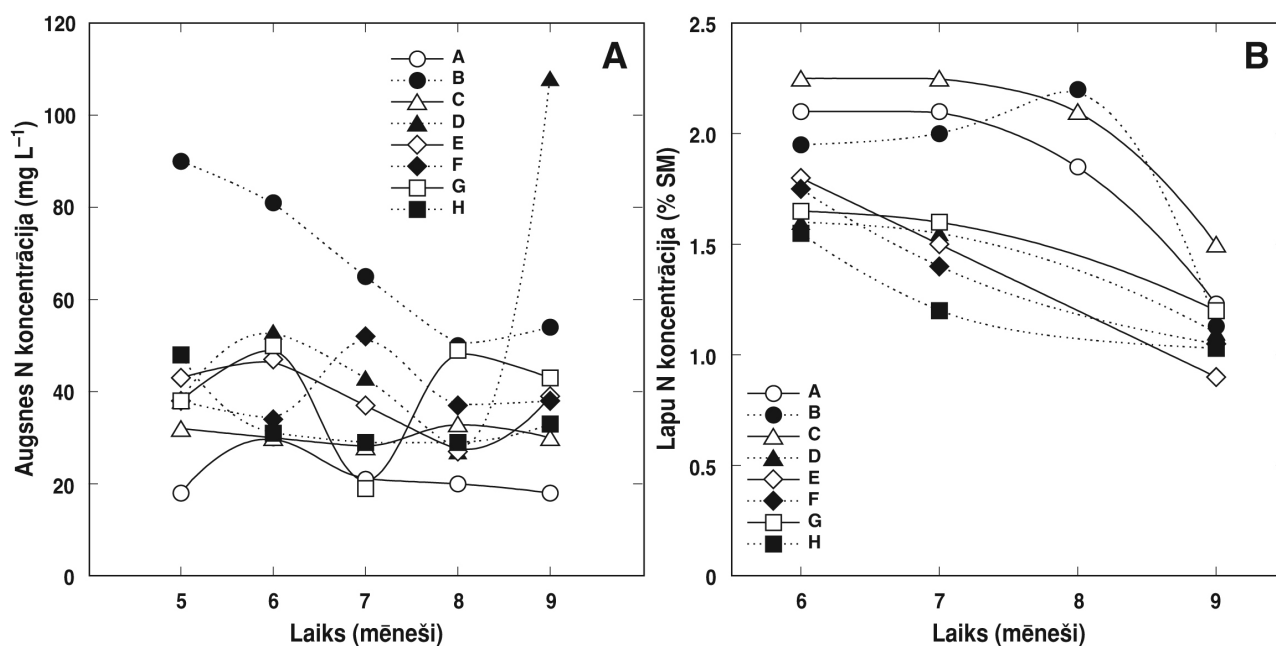 A
Augsnes N koncentrācija (mg L⁻¹)
120
100
80
60
40
20
0
A
B
C
D
E
F
G
H
5 6 7 8 9
Laiks (mēneši)
B
Lapu N koncentrācija (% SM)
2.5
2.0
1.5
1.0
0.5
0
A
B
C
D
E
F
G
H
6 7 8 9
Laiks (mēneši)